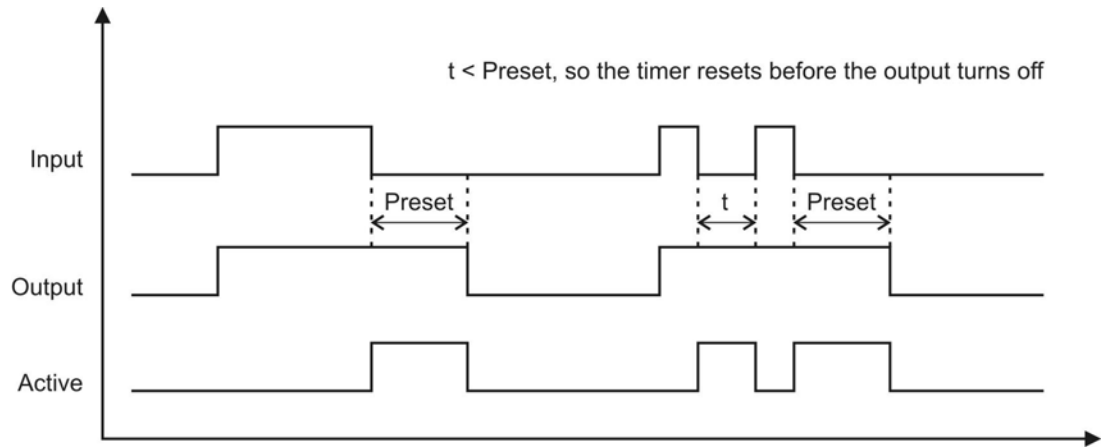 t < Preset, so the timer resets before the output turns off
Input
Preset
t
Preset
Output
Active